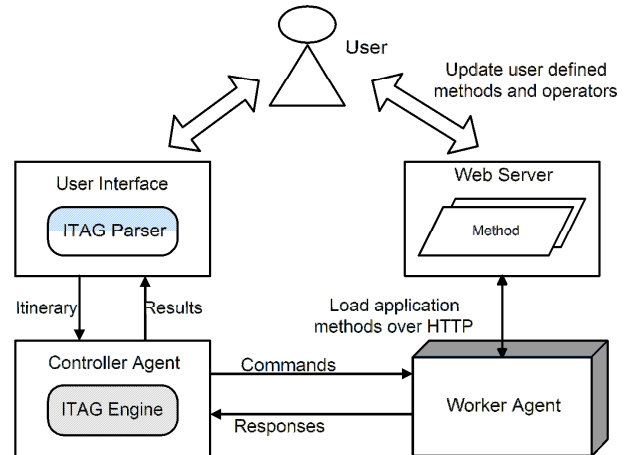 User
Update user defined
methods and operators
User Interface
ITAG Parser
Web Server
Method
Itinerary
Results
Load application
methods over HTTP
Controller Agent
ITAG Engine
Commands
Responses
Worker Agent